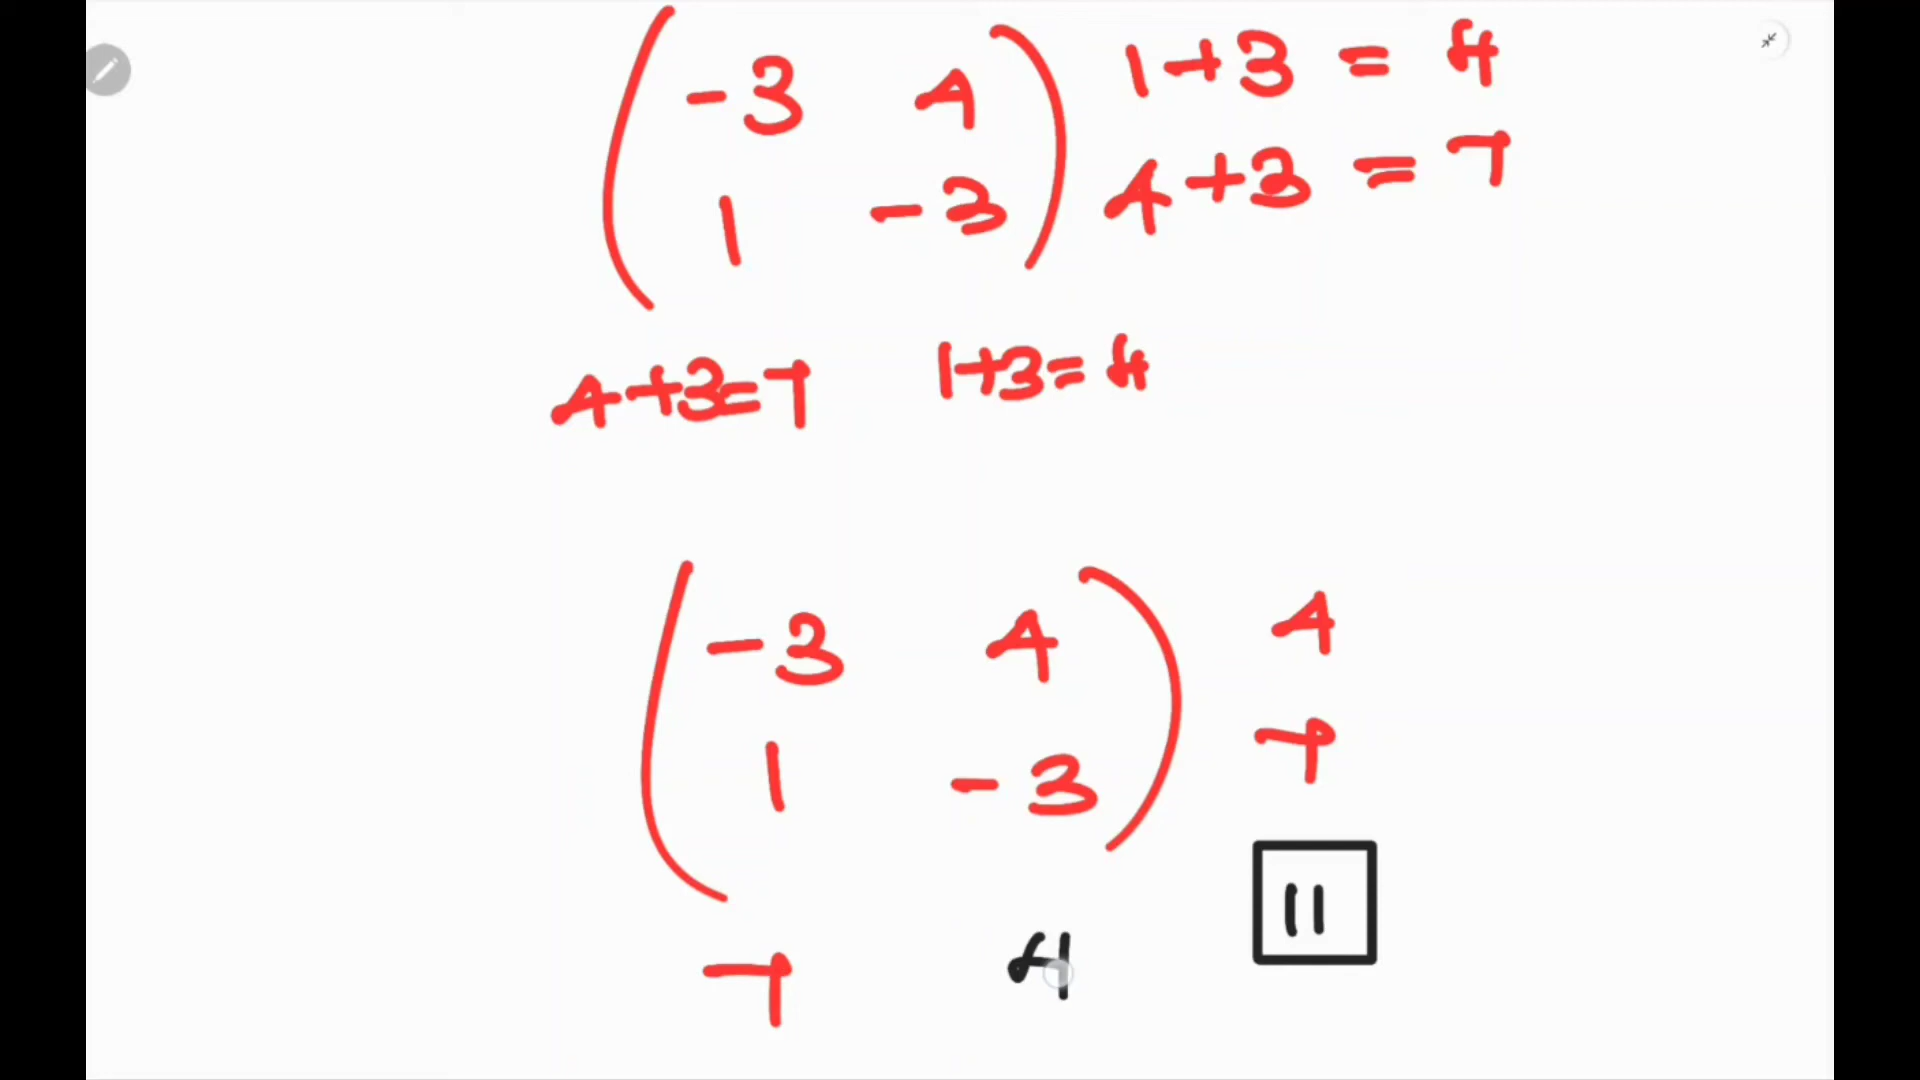 -3 4 1+3 = 4
1 -3 4+3 = 7
4+3=7 1+3=4
-3 4 4
1 -3 7
11
7 4